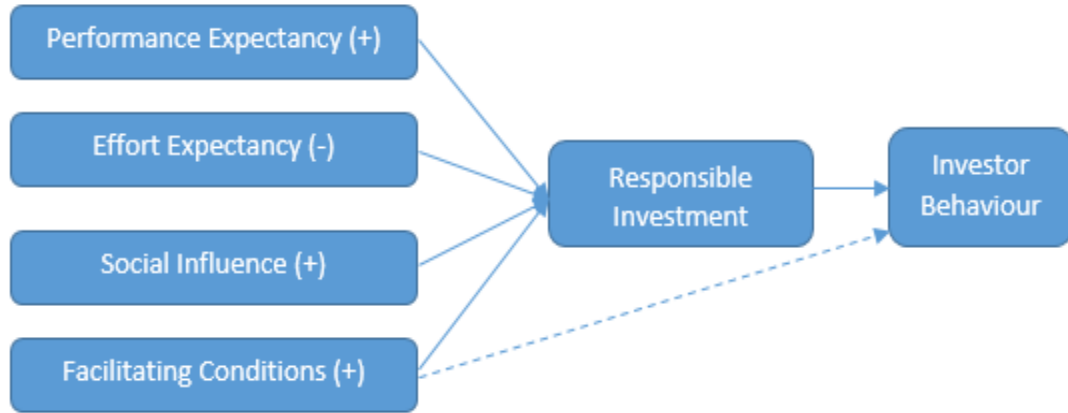 Performance Expectancy (+)
Effort Expectancy (-)
Social Influence (+)
Facilitating Conditions (+)
Responsible
Investment
Investor
Behaviour